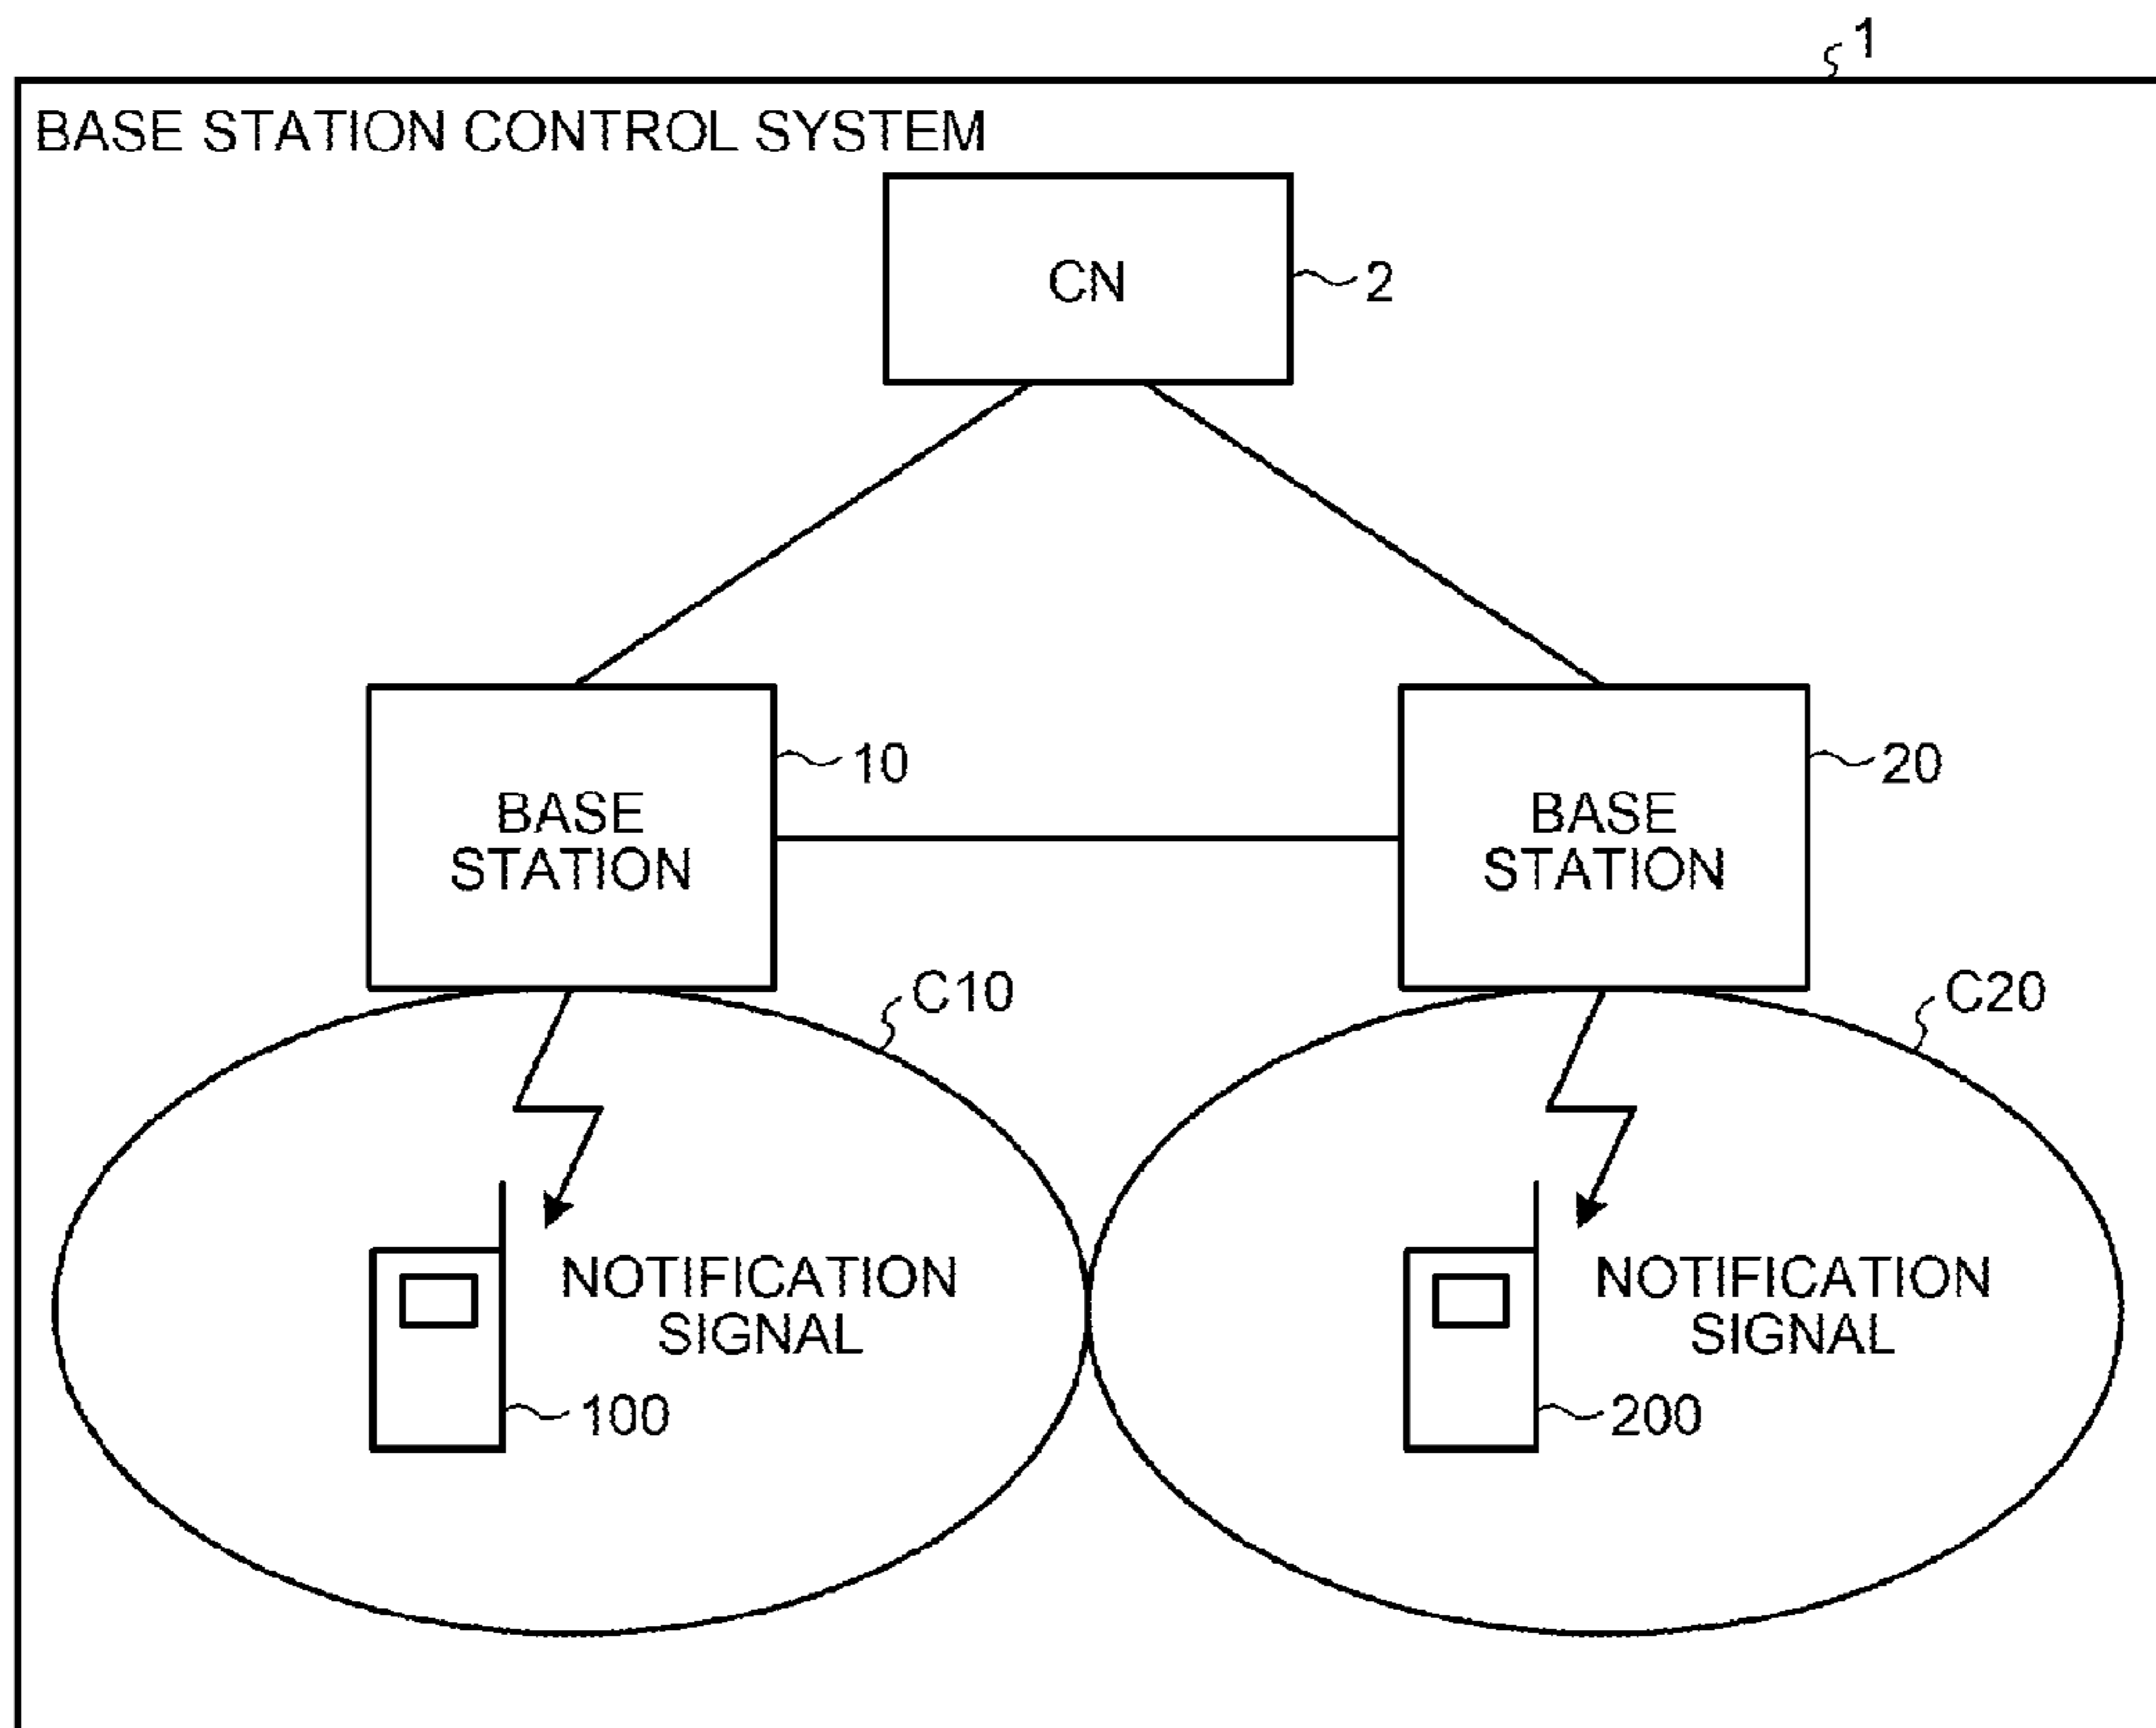 1
BASE STATION CONTROL SYSTEM
CN
2
10
20
BASE
STATION
BASE
STATION
C10
C20
NOTIFICATION
SIGNAL
NOTIFICATION
SIGNAL
100
200